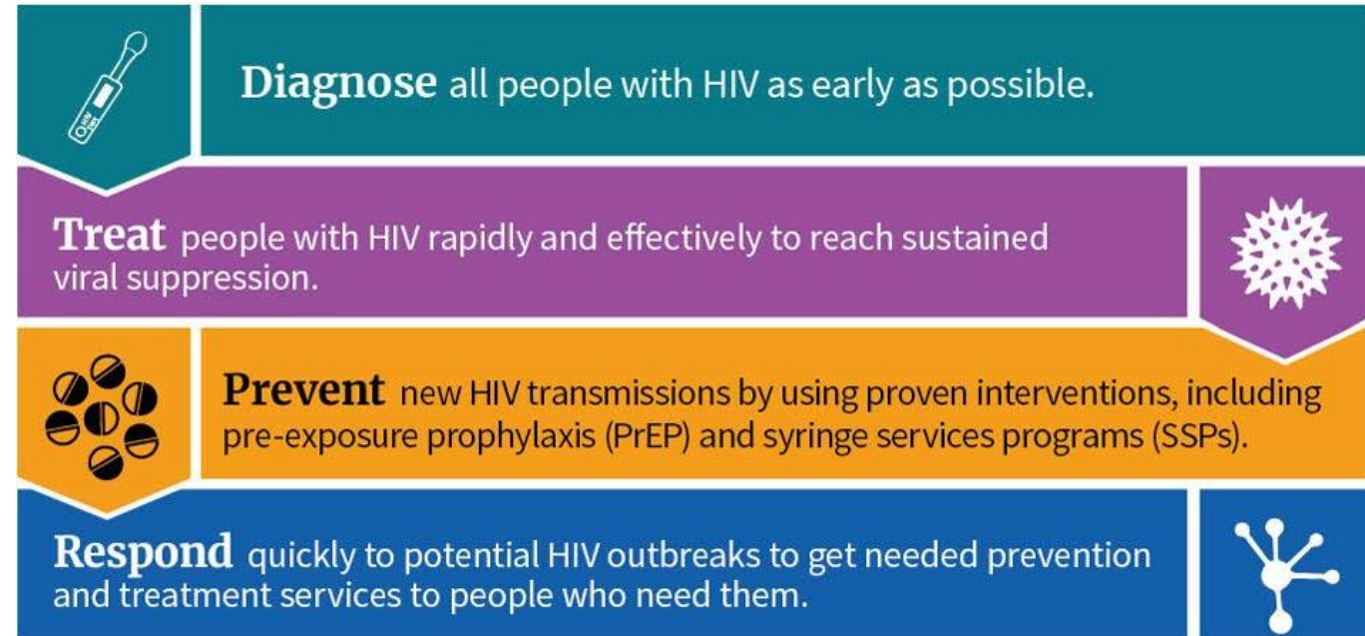 Diagnose all people with HIV as early as possible.
Treat people with HIV rapidly and effectively to reach sustained
viral suppression.
Prevent new HIV transmissions by using proven interventions, including
pre-exposure prophylaxis (PrEP) and syringe services programs (SSPs).
Respond quickly to potential HIV outbreaks to get needed prevention
and treatment services to people who need them.